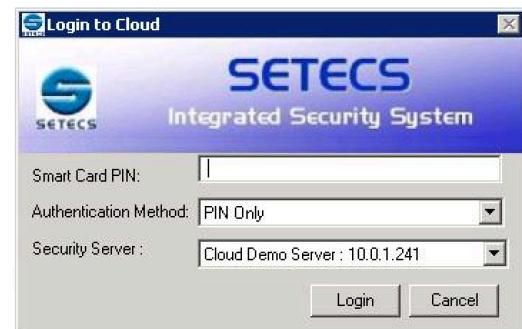 Login to Cloud
SETECS
SETECS
Integrated Security System
Smart Card PIN:
Authentication Method: PIN Only
Security Server : Cloud Demo Server : 10.0.1.241
Login Cancel